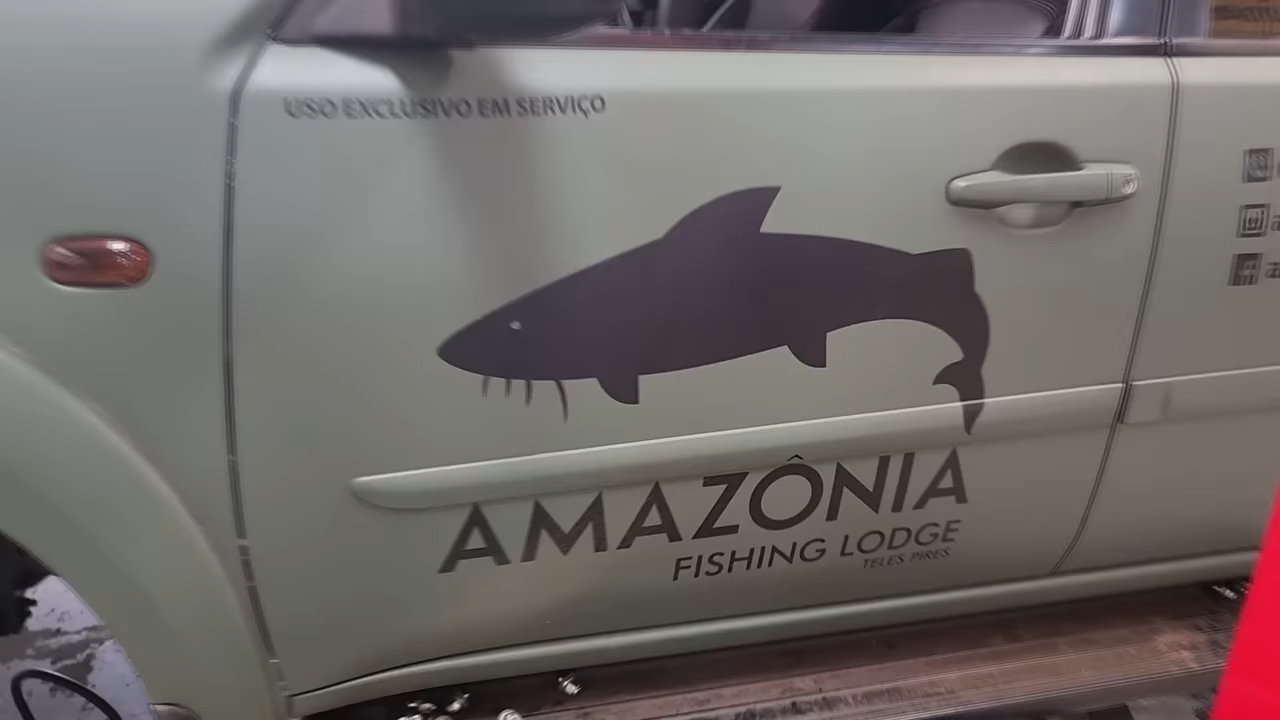 USO EXCLUSIVO EM SERVIÇO
AMAZÔNIA
FISHING LODGE
TELES PIRES